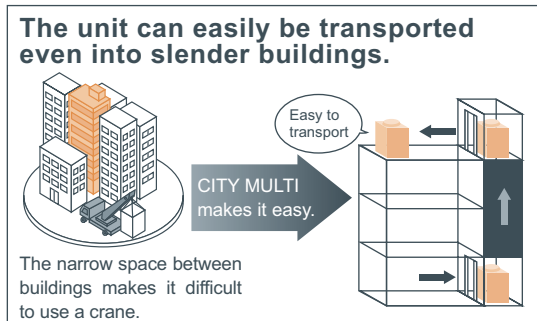 The unit can easily be transported
even into slender buildings.
Easy to
transport
CITY MULTI
makes it easy.
The narrow space between
buildings makes it difficult
to use a crane.